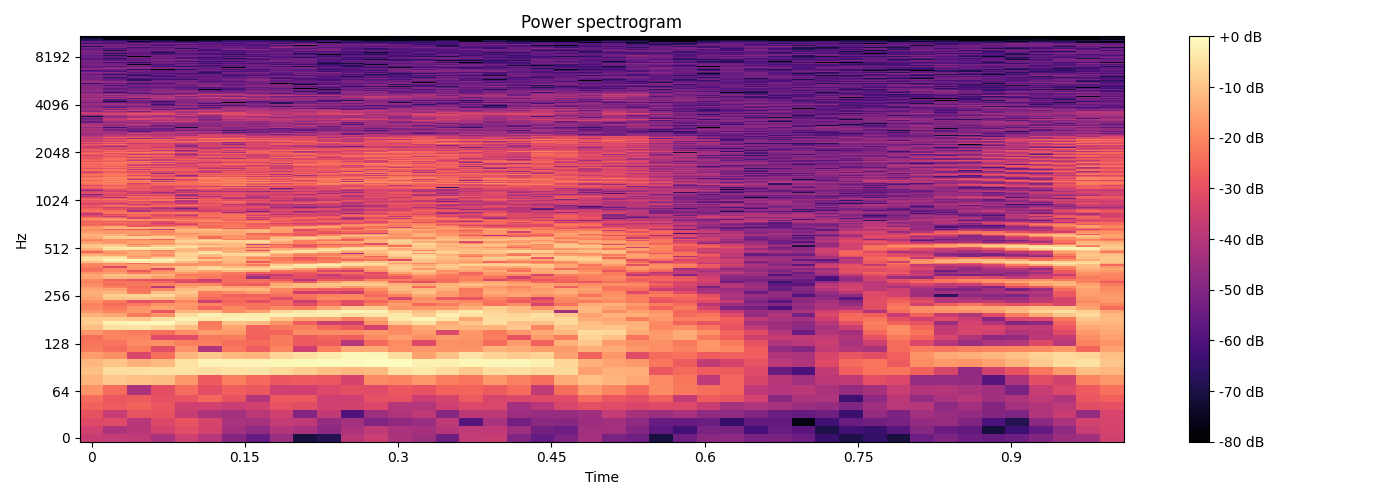 Power spectrogram
Hz
8192
4096
2048
1024
512
256
128
64
0
0 0.15 0.3 0.45 0.6 0.75 0.9
Time
+0 dB
-10 dB
-20 dB
-30 dB
-40 dB
-50 dB
-60 dB
-70 dB
-80 dB